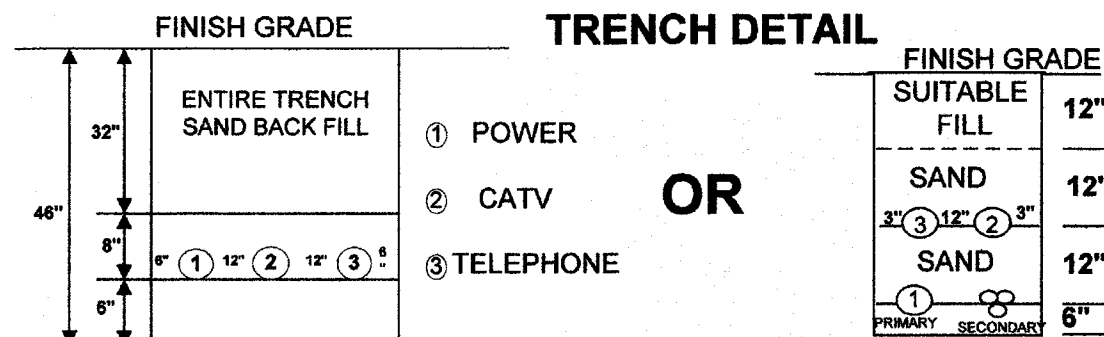 TRENCH DETAIL
FINISH GRADE
ENTIRE TRENCH
SAND BACK FILL
32"
46"
8"
6" 1 12" 2 12" 3 6"
6"
1 POWER
2 CATV
3 TELEPHONE
OR
FINISH GRADE
SUITABLE
FILL
12"
SAND
12"
3" 3 12" 2 3"
SAND
12"
1
PRIMARY SECONDARY
6"